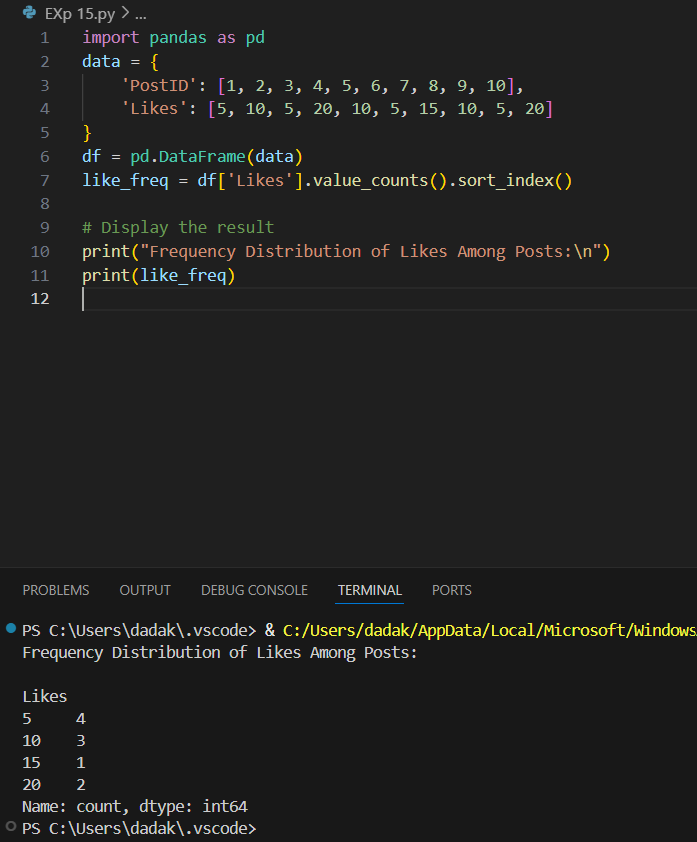 EXp 15.py > ...
1 import pandas as pd
2 data = {
3     'PostID': [1, 2, 3, 4, 5, 6, 7, 8, 9, 10],
4     'Likes': [5, 10, 5, 20, 10, 5, 15, 10, 5, 20]
5 }
6 df = pd.DataFrame(data)
7 like_freq = df['Likes'].value_counts().sort_index()
8
9 # Display the result
10 print("Frequency Distribution of Likes Among Posts:\n")
11 print(like_freq)
12
PROBLEMS OUTPUT DEBUG CONSOLE TERMINAL PORTS
PS C:\Users\dadak\.vscode> & C:/Users/dadak/AppData/Local/Microsoft/Windows
Frequency Distribution of Likes Among Posts:

Likes
5     4
10    3
15    1
20    2
Name: count, dtype: int64
PS C:\Users\dadak\.vscode>